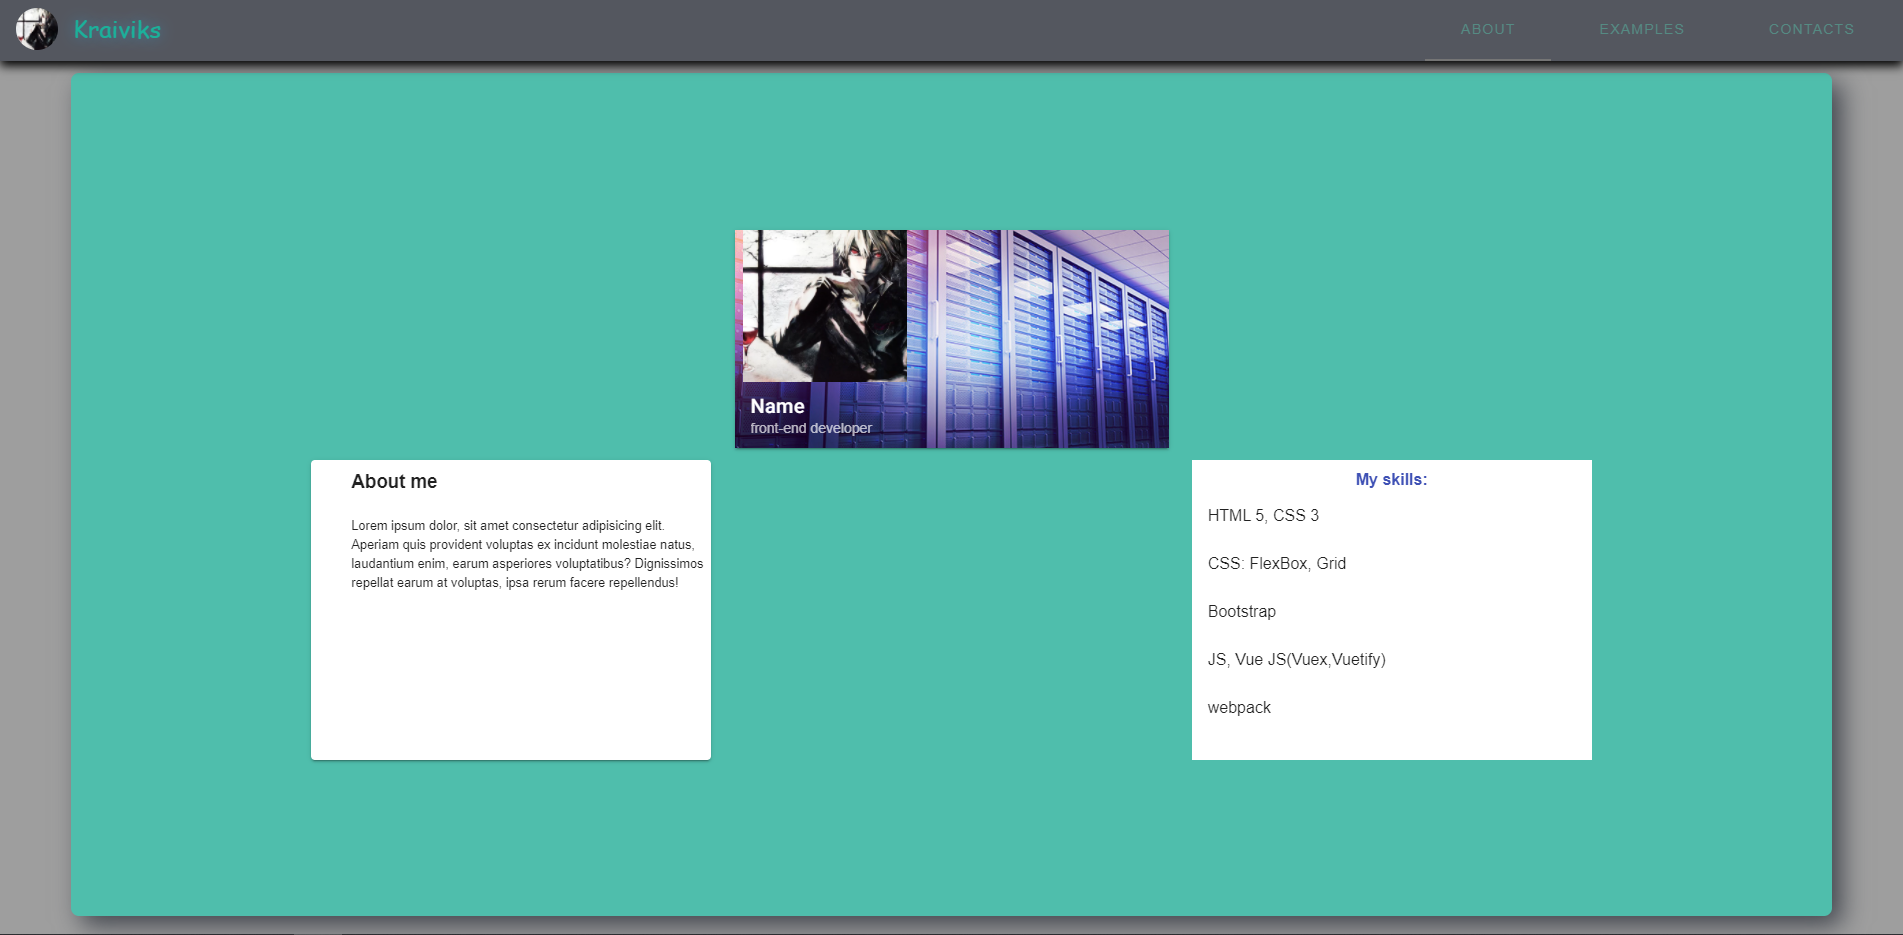 Kraiviks
ABOUT
EXAMPLES
CONTACTS
Name
front-end developer
About me
Lorem ipsum dolor, sit amet consectetur adipisicing elit.
Aperiam quis provident voluptas ex incidunt molestiae natus,
laudantium enim, earum asperiores voluptatibus? Dignissimos
repellat earum at voluptas, ipsa rerum facere repellendus!
My skills:
HTML 5, CSS 3
CSS: FlexBox, Grid
Bootstrap
JS, Vue JS(Vuex,Vuetify)
webpack